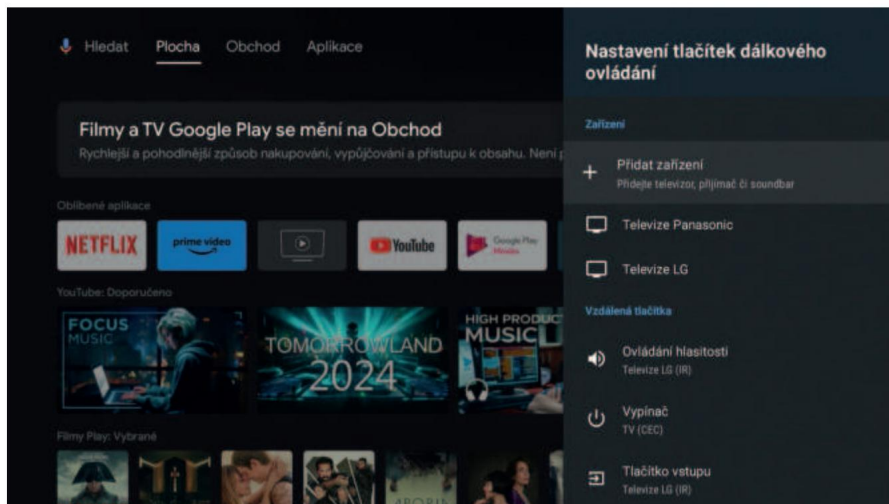 Hledat Plocha Obchod Aplikace
Filmy a TV Google Play se mění na Obchod
Rychlejší a pohodlnější způsob nakupování, vypůjčování a přístupu k obsahu. Není
Oblíbené aplikace
NETFLIX
prime video
YouTube
Google Play
Movies
YouTube: Doporučeno
FOCUS
MUSIC
TOMORROWLAND
2024
HIGH PRODUC
MUSIC
Filmy Play: Vybrané
Nastavení tlačítek dálkového
ovládání
Zařízení
Přidat zařízení
Přidejte televizor, přijímač či soundbar
Televize Panasonic
Televize LG
Vzdálená tlačítka
Ovládání hlasitosti
Televize LG (IR)
Vypínač
TV (CEC)
Tlačítko vstupu
Televize LG (IR)